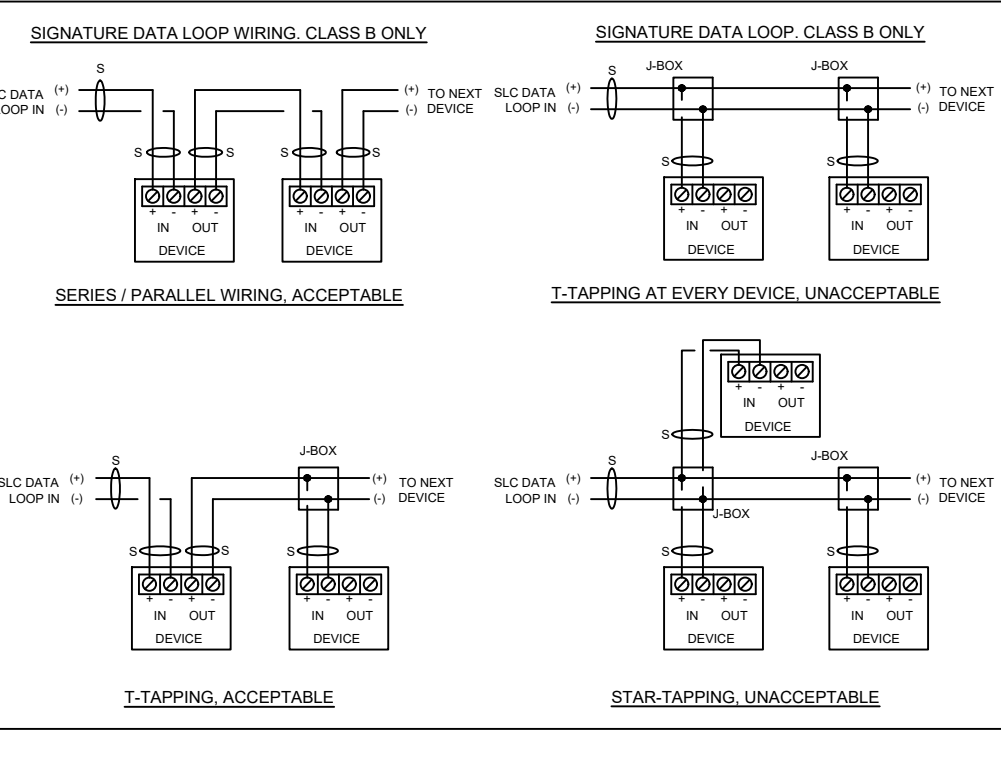 SIGNATURE DATA LOOP WIRING. CLASS B ONLY
S
C DATA (+)
LOOP IN (-)
(+) TO NEXT
(-) DEVICE
S S S S
+ - + - + - + -
IN OUT IN OUT
DEVICE DEVICE
SERIES / PARALLEL WIRING, ACCEPTABLE
SIGNATURE DATA LOOP. CLASS B ONLY
J-BOX J-BOX
S
SLC DATA (+)
LOOP IN (-)
(+) TO NEXT
(-) DEVICE
S S
+ - + - + - + -
IN OUT IN OUT
DEVICE DEVICE
T-TAPPING AT EVERY DEVICE, UNACCEPTABLE
J-BOX
S
SLC DATA (+)
LOOP IN (-)
(+) TO NEXT
(-) DEVICE
S S S
+ - + - + - + -
IN OUT IN OUT
DEVICE DEVICE
T-TAPPING, ACCEPTABLE
+ - + -
IN OUT
DEVICE
S
J-BOX
S
SLC DATA (+)
LOOP IN (-)
(+) TO NEXT
(-) DEVICE
J-BOX
S S
+ - + - + - + -
IN OUT IN OUT
DEVICE DEVICE
STAR-TAPPING, UNACCEPTABLE